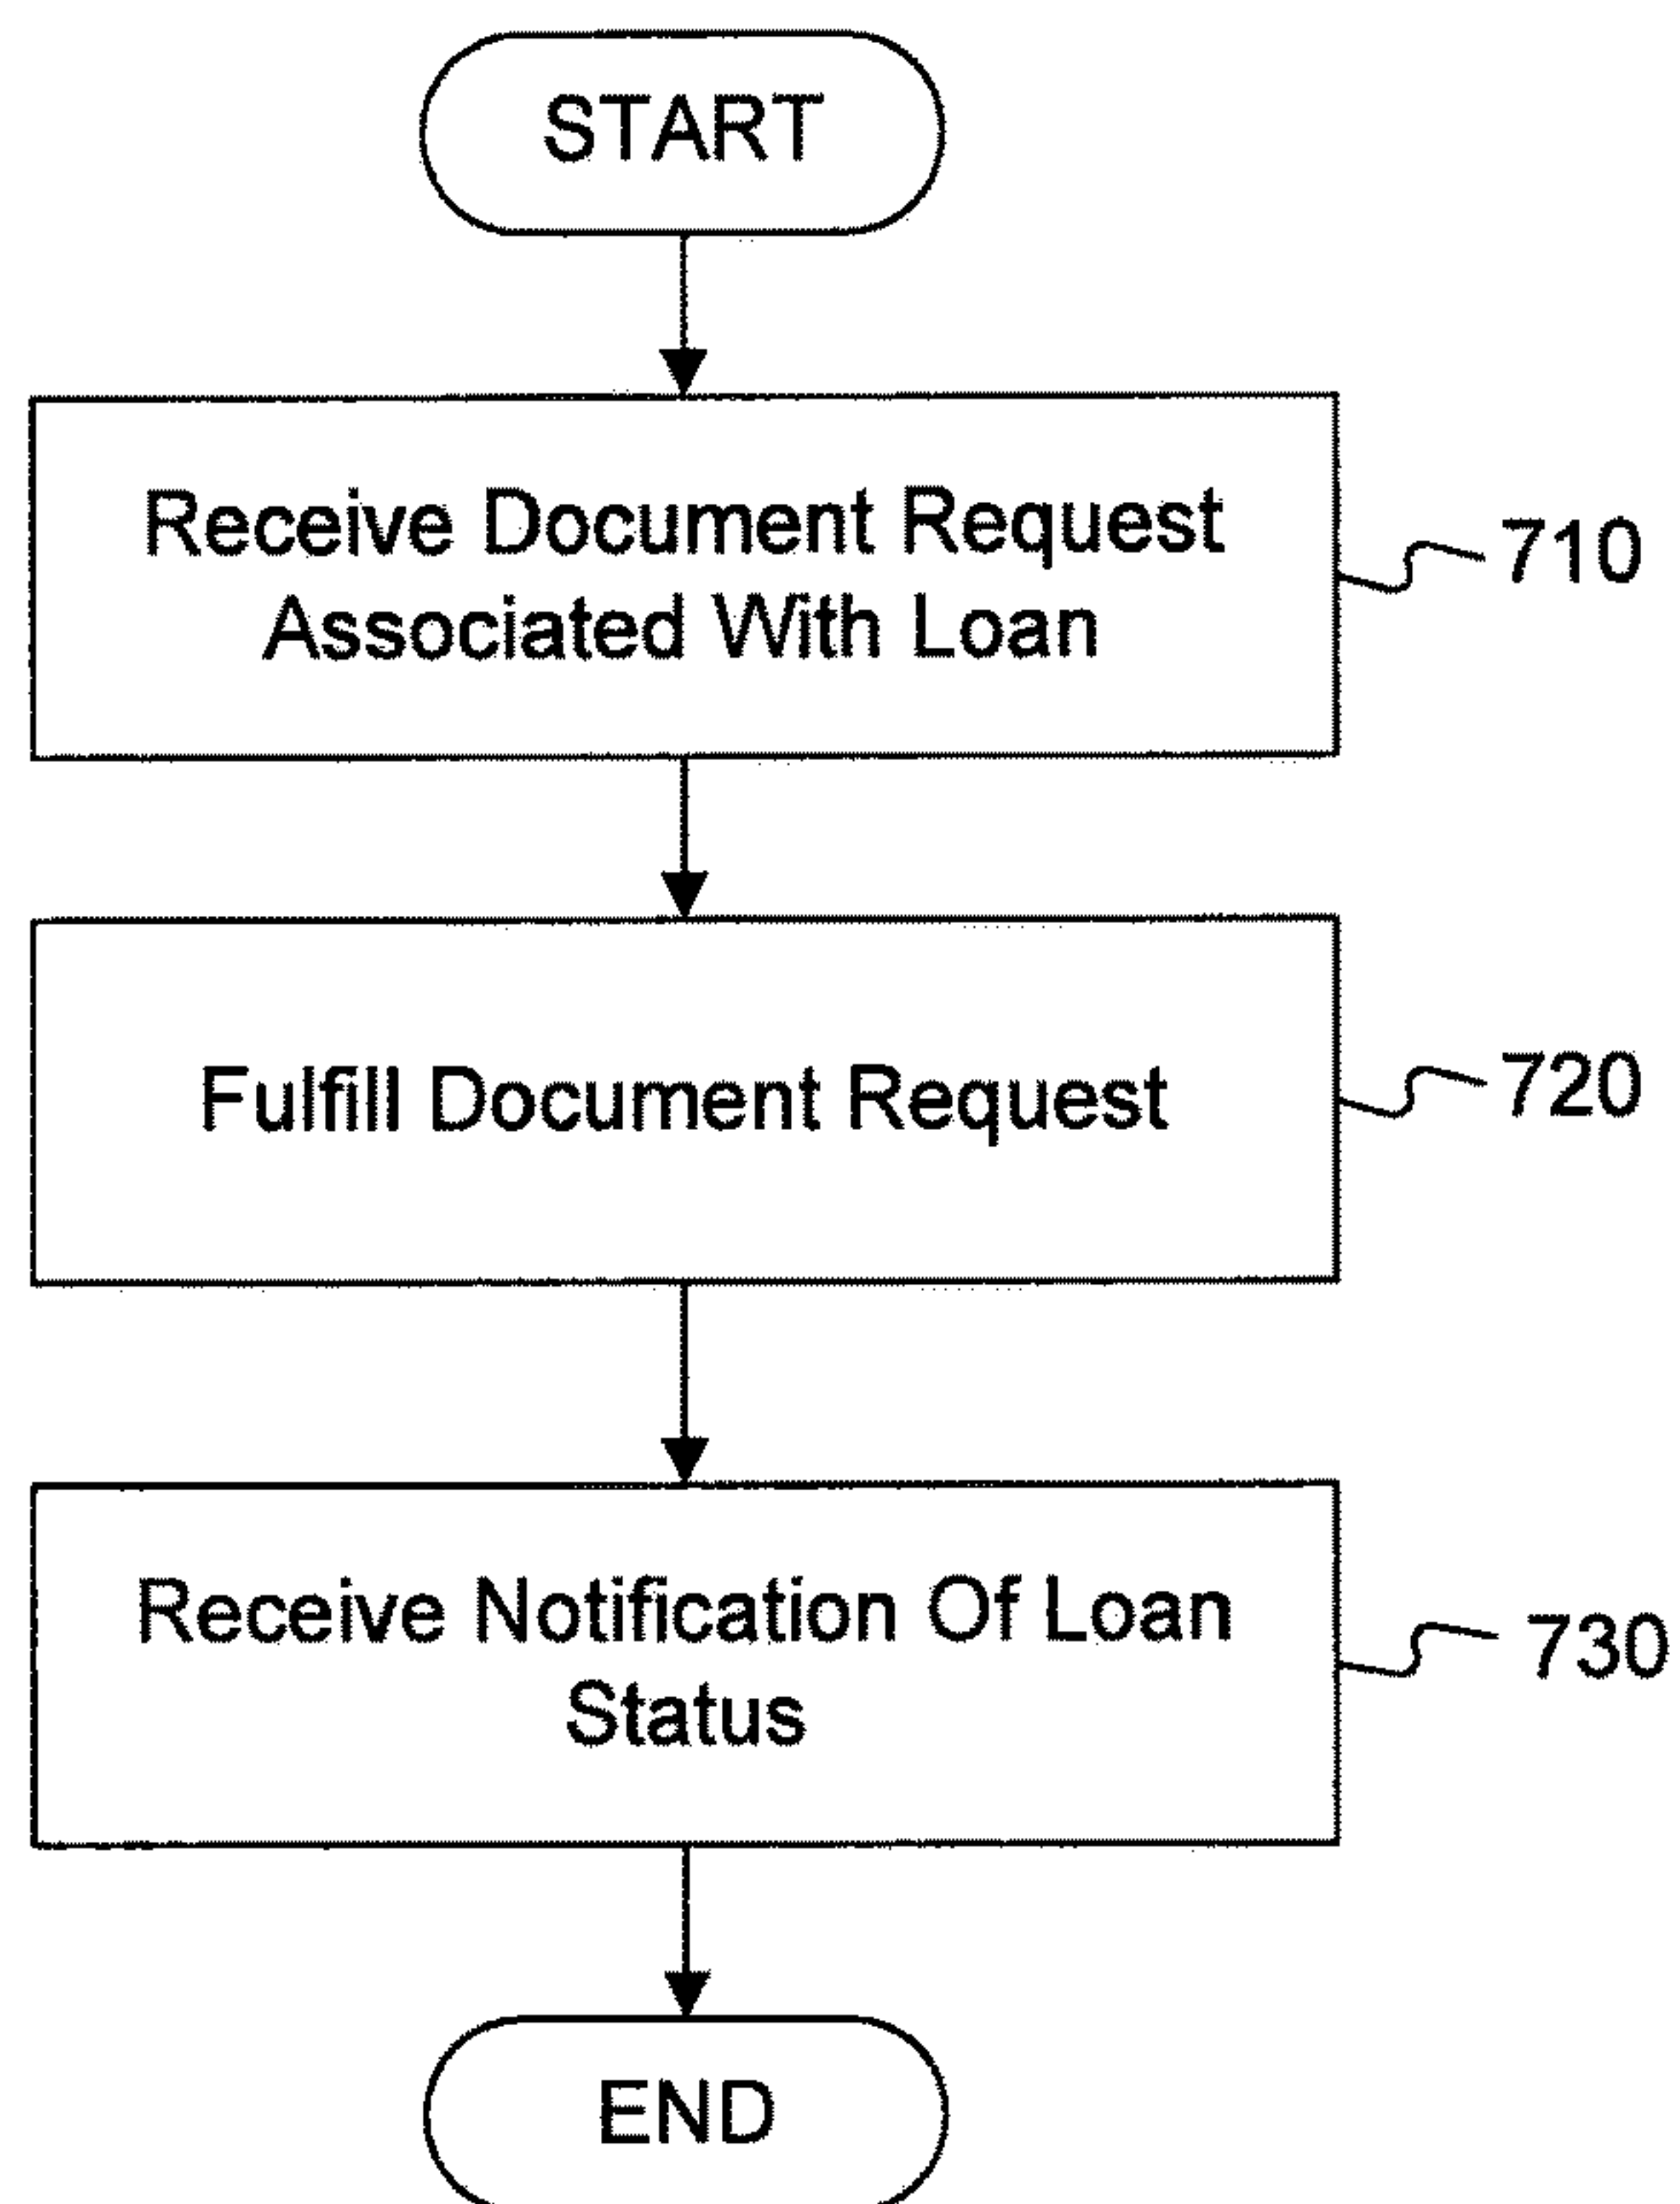 START
Receive Document Request
Associated With Loan
710
Fulfill Document Request
720
Receive Notification Of Loan
Status
730
END